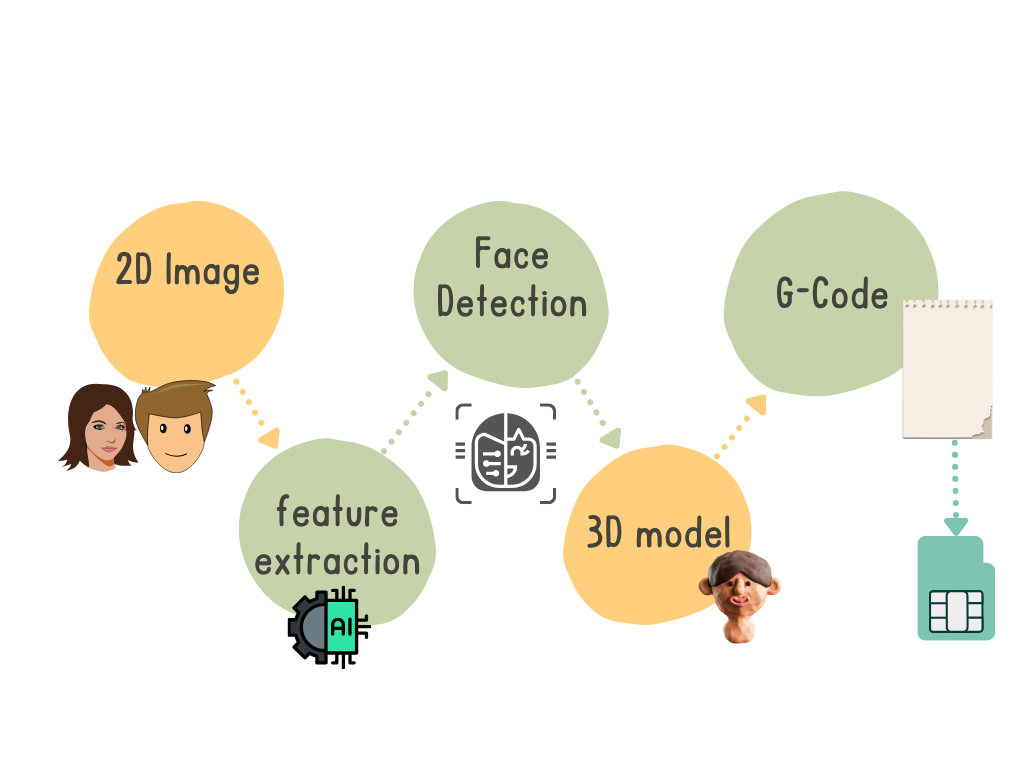 2D Image
Face
Detection
G-Code
feature
extraction
AI
3D model